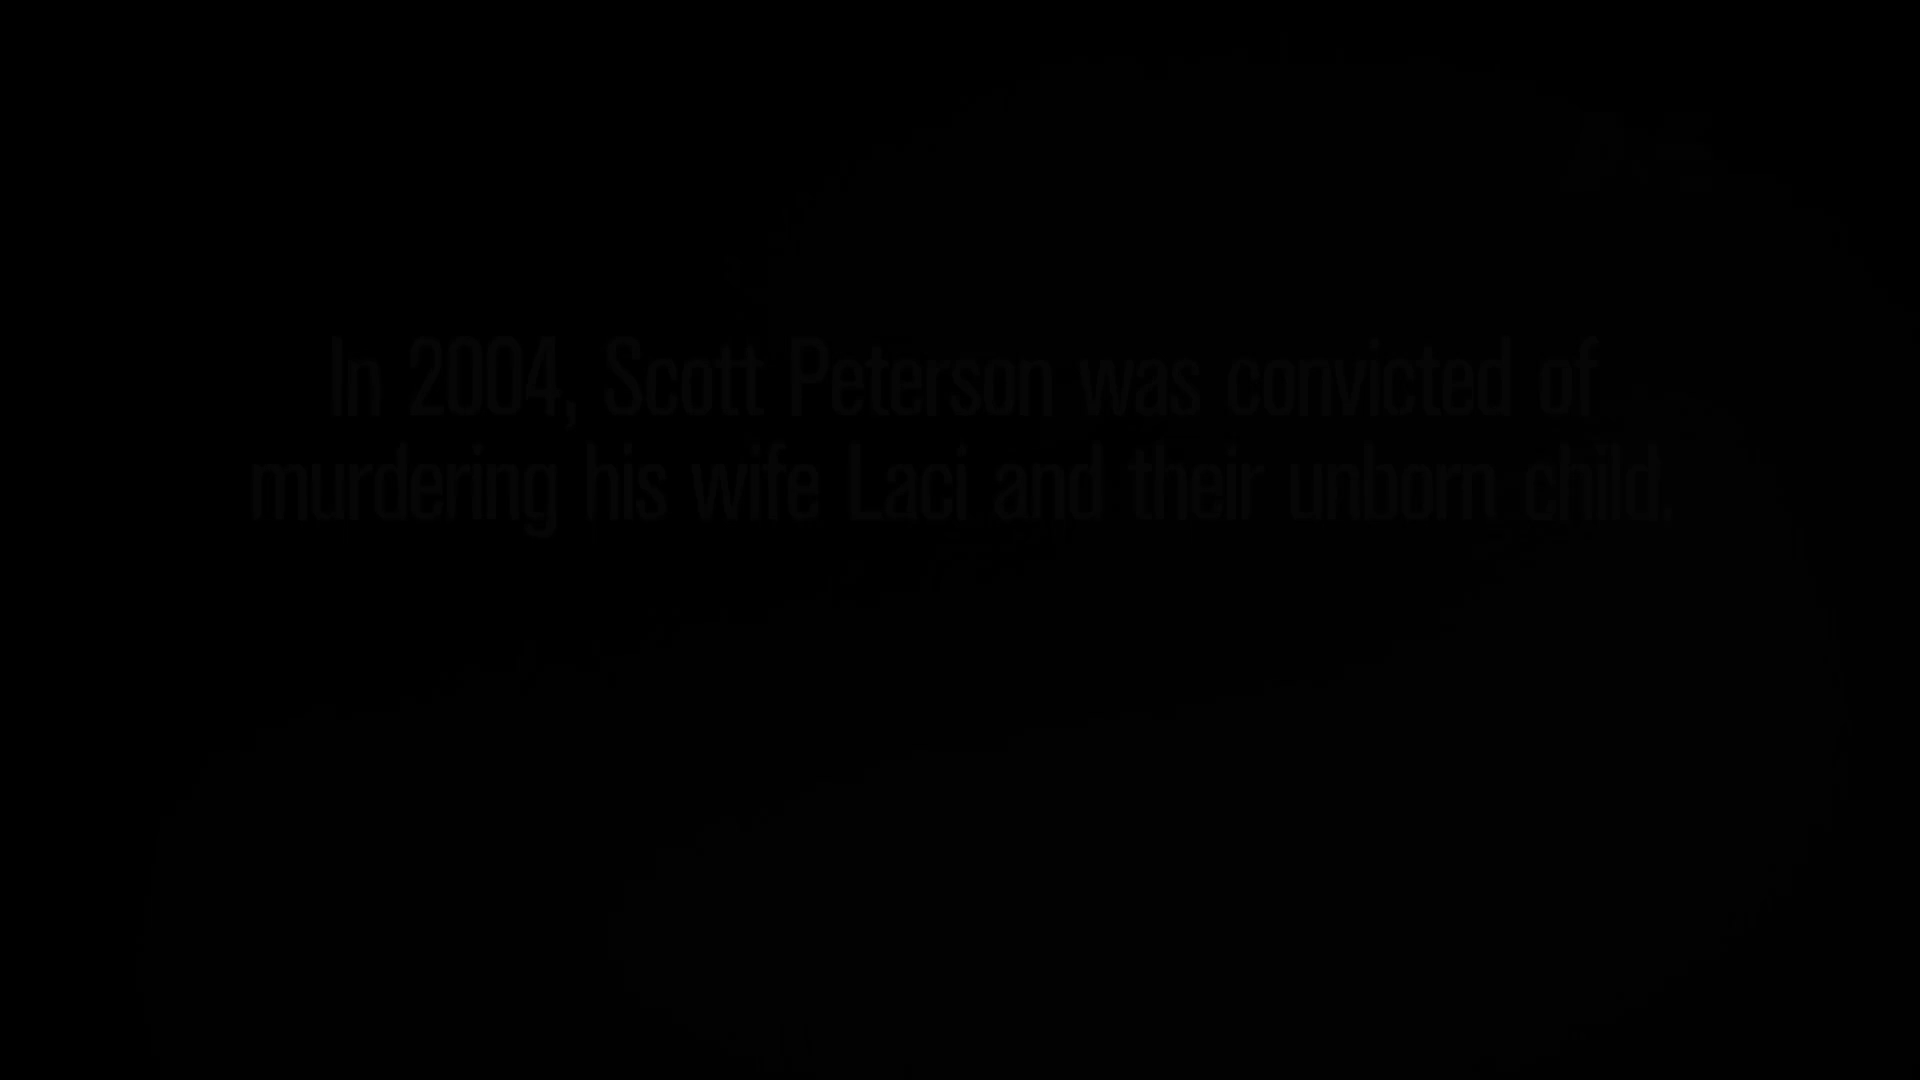 In 2004, Scott Peterson was convicted of
murdering his wife Laci and their unborn child.